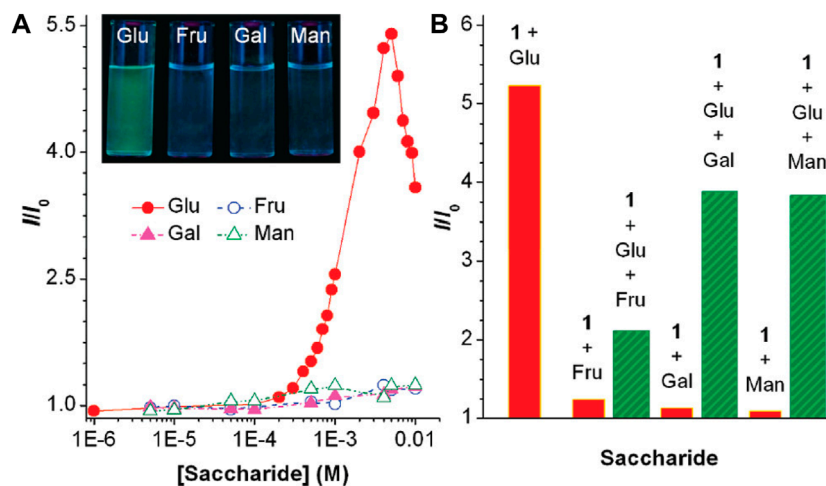 A
Glu Fru Gal Man
5.5
4.0
2.5
1.0
I/I0
Glu Fru
Gal Man
1E-6 1E-5 1E-4 1E-3 0.01
[Saccharide] (M)
B
6
5
4
3
2
1
I/I0
1 +
Glu
1
+
Fru
1
+
Glu
+
Fru
1
+
Gal
1
+
Glu
+
Gal
1
+
Man
1
+
Glu
+
Man
Saccharide